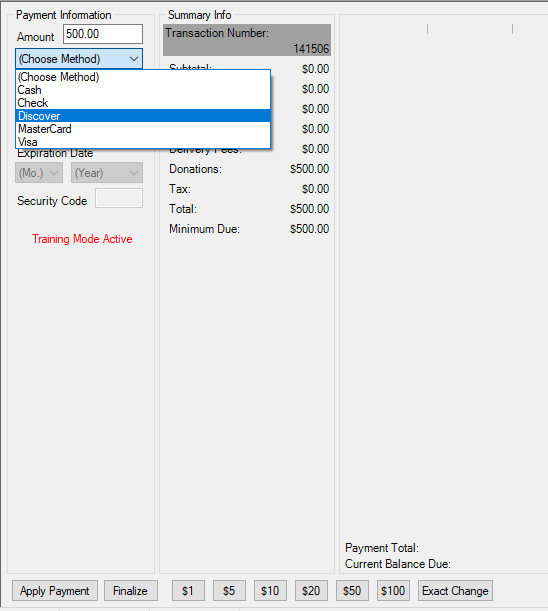 Payment Information
Amount 500.00
(Choose Method)
(Choose Method)
Cash
Check
Discover
MasterCard
Visa
Expiration Date
(Mo.) (Year)
Security Code
Training Mode Active
Summary Info
Transaction Number:
141506
Subtotal: $0.00
$0.00
$0.00
$0.00
Delivery Fees: $0.00
Donations: $500.00
Tax: $0.00
Total: $500.00
Minimum Due: $500.00
Payment Total:
Current Balance Due:
Apply Payment Finalize $1 $5 $10 $20 $50 $100 Exact Change